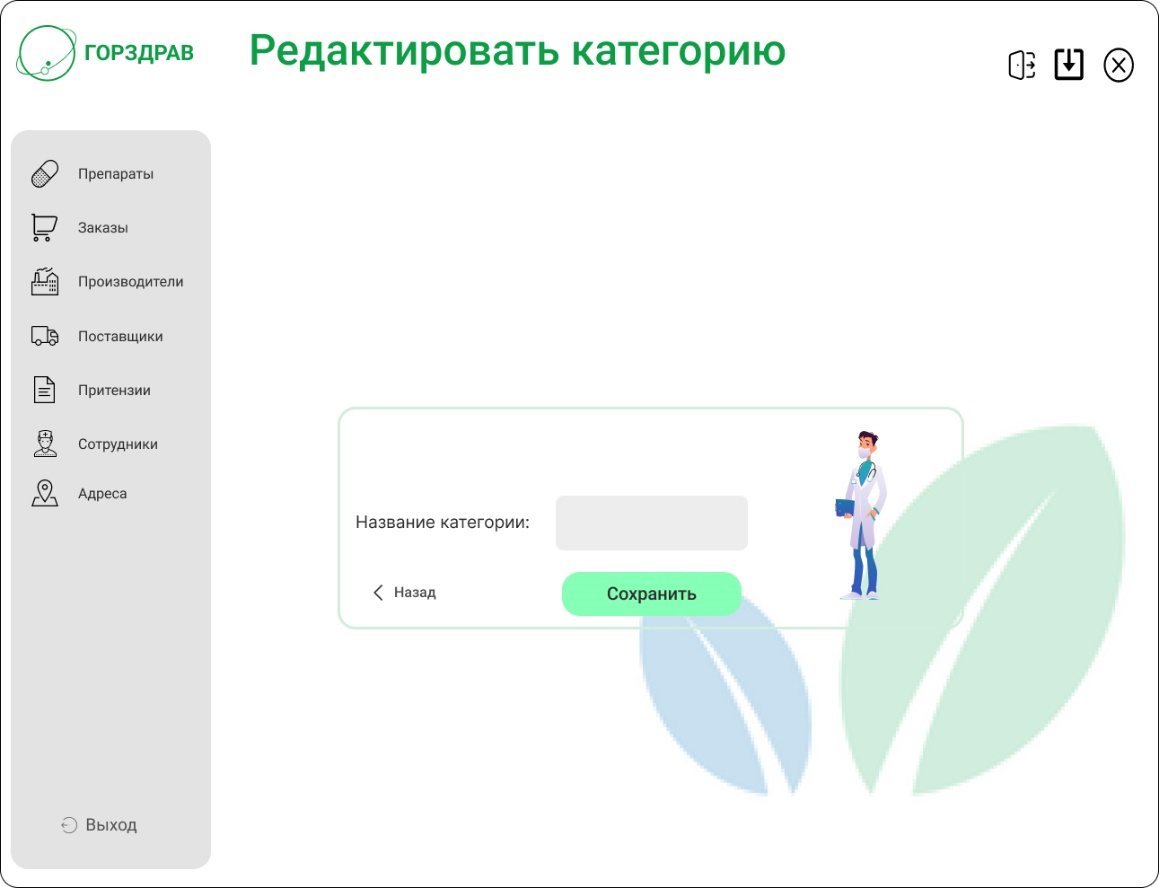 ГОРЗДРАВ
Редактировать категорию
Препараты
Заказы
Производители
Поставщики
Притензии
Сотрудники
Адреса
Название категории:
Назад
Сохранить
Выход